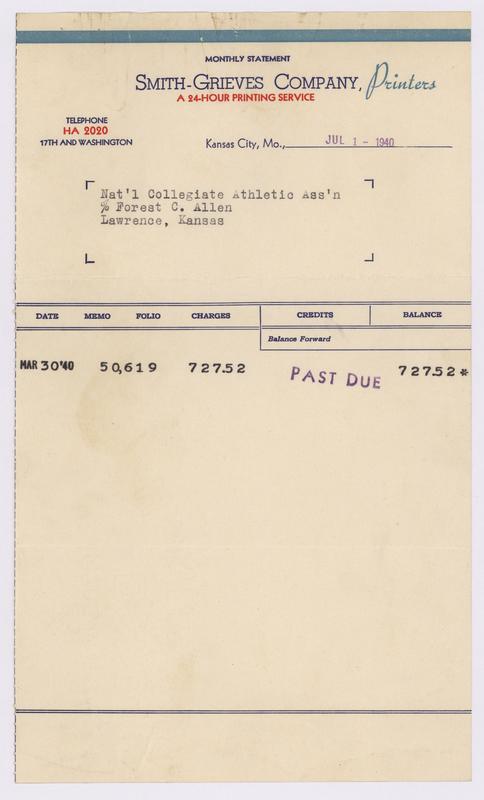 MONTHLY STATEMENT
SMITH-GRIEVES COMPANY, Printers
A 24-HOUR PRINTING SERVICE
TELEPHONE
HA 2020
17TH AND WASHINGTON
Kansas City, Mo., JUL 1 - 1940
Nat'l Collegiate Athletic Ass'n
% Forest C. Allen
Lawrence, Kansas
DATE MEMO FOLIO CHARGES CREDITS BALANCE
Balance Forward
MAR 30'40 50,619 727.52 PAST DUE 727.52*